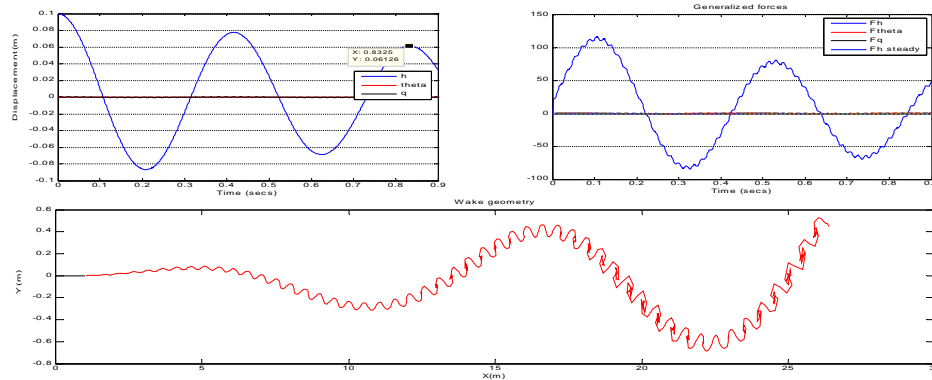 0.1
0.08
0.06
0.04
0.02
0
-0.02
-0.04
-0.06
-0.08
-0.1
Displacement(m)
X: 0.8325
Y: 0.06126
h
theta
q
0 0.1 0.2 0.3 0.4 0.5 0.6 0.7 0.8 0.9
Time (secs)
Generalized forces
150
100
50
0
-50
-100
Fh
Ftheta
Fq
Fh steady
0 0.1 0.2 0.3 0.4 0.5 0.6 0.7 0.8
Time (secs)
Wake geometry
0.6
0.4
0.2
0
-0.2
-0.4
-0.6
-0.8
Y(m)
0 5 10 15 20 25 3
X(m)